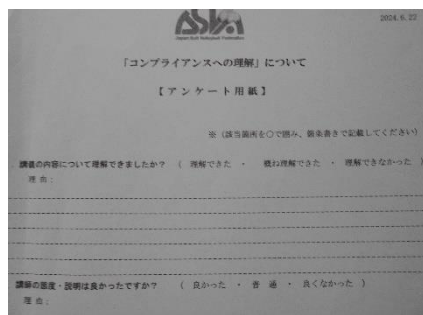 2024.6.22
「コンプライアンスへの理解」について
【アンケート用紙】
※（該当箇所を○で囲み、箇条書きで記載してください）
講義の内容について理解できましたか？ （ 理解できた ・ 概ね理解できた ・ 理解できなかった ）
理由：
講師の態度・説明は良かったですか？ （ 良かった ・ 普 通 ・ 良くなかった ）
理由：